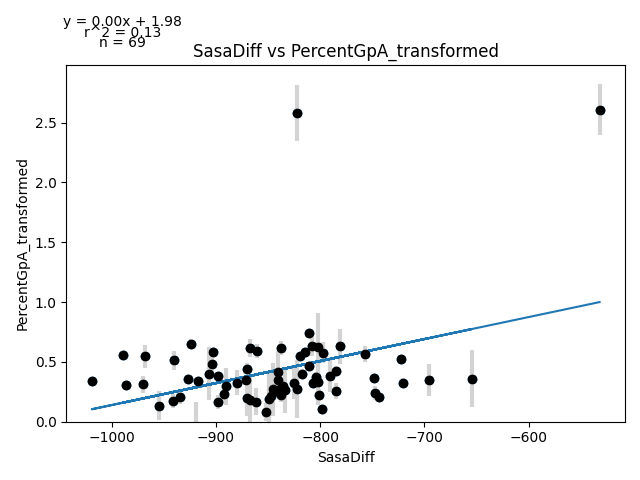 y = 0.00x + 1.98
r^2 = 0.13
n = 69
SasaDiff vs PercentGpA_transformed
PercentGpA_transformed
2.5
2.0
1.5
1.0
0.5
0.0
−1000 −900 −800 −700 −600
SasaDiff